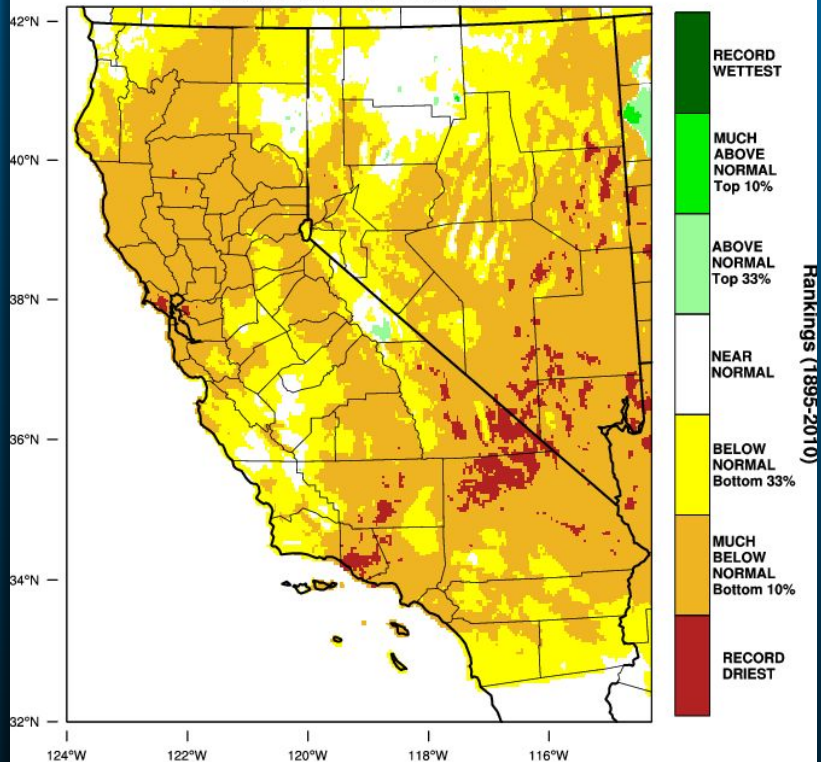 42°N
40°N
38°N
36°N
34°N
32°N
124°W
122°W
120°W
118°W
116°W
RECORD
WETTEST
MUCH
ABOVE
NORMAL
Top 10%
ABOVE
NORMAL
Top 33%
NEAR
NORMAL
BELOW
NORMAL
Bottom 33%
MUCH
BELOW
NORMAL
Bottom 10%
RECORD
DRIEST
Rankings (1895-2010)